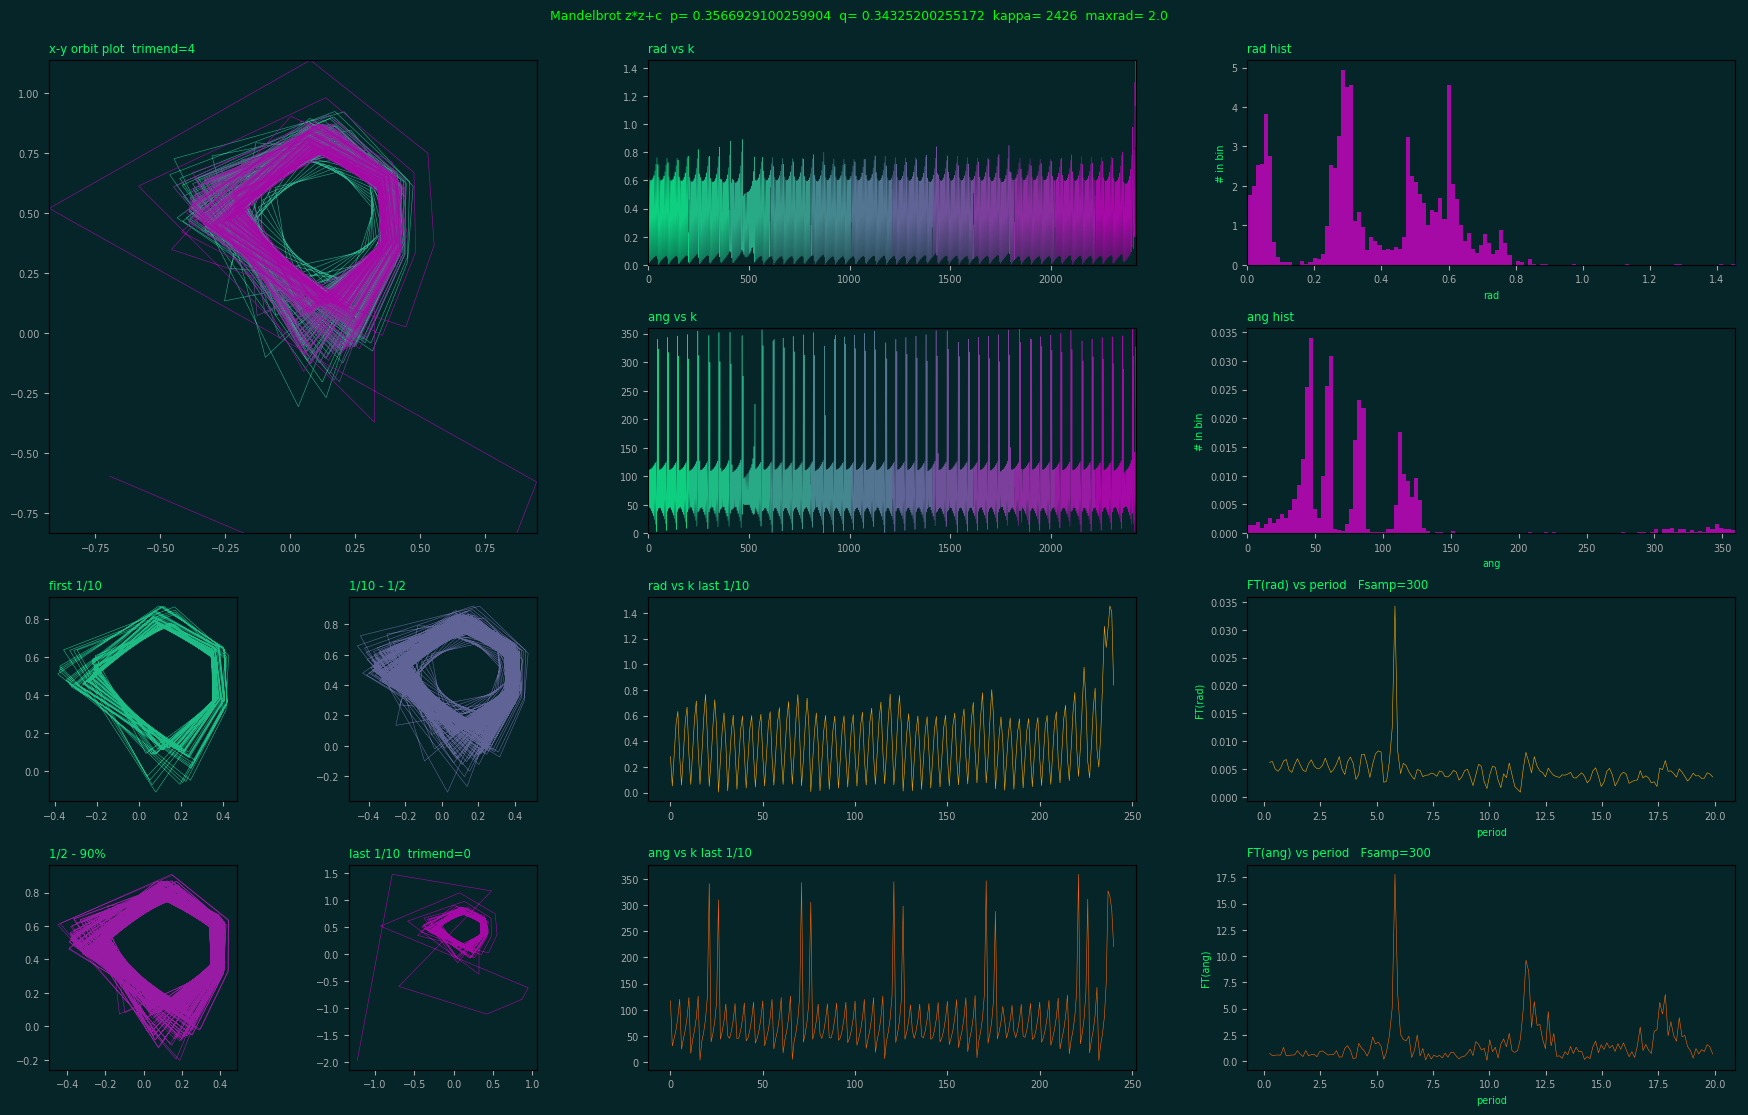 Mandelbrot z*z+c  p= 0.3566929100259904  q= 0.34325200255172  kappa= 2426  maxrad= 2.0
x-y orbit plot  trimend=4
1.00
0.75
0.50
0.25
0.00
−0.25
−0.50
−0.75
−0.75 −0.50 −0.25 0.00 0.25 0.50 0.75
rad vs k
1.4
1.2
1.0
0.8
0.6
0.4
0.2
0.0
0 500 1000 1500 2000
rad hist
# in bin
5
4
3
2
1
0
0.0 0.2 0.4 0.6 0.8 1.0 1.2 1.4
rad
ang vs k
350
300
250
200
150
100
50
0
0 500 1000 1500 2000
ang hist
# in bin
0.035
0.030
0.025
0.020
0.015
0.010
0.005
0.000
0 50 100 150 200 250 300 350
ang
first 1/10
0.8
0.6
0.4
0.2
0.0
−0.4 −0.2 0.0 0.2 0.4
1/10 - 1/2
0.8
0.6
0.4
0.2
0.0
−0.2
−0.4 −0.2 0.0 0.2 0.4
rad vs k last 1/10
1.4
1.2
1.0
0.8
0.6
0.4
0.2
0.0
0 50 100 150 200 250
FT(rad) vs period   Fsamp=300
FT(rad)
0.035
0.030
0.025
0.020
0.015
0.010
0.005
0.000
0.0 2.5 5.0 7.5 10.0 12.5 15.0 17.5 20.0
period
1/2 - 90%
0.8
0.6
0.4
0.2
0.0
−0.2
−0.4 −0.2 0.0 0.2 0.4
last 1/10  trimend=0
1.5
1.0
0.5
0.0
−0.5
−1.0
−1.5
−2.0
−1.0 −0.5 0.0 0.5 1.0
ang vs k last 1/10
350
300
250
200
150
100
50
0
0 50 100 150 200 250
FT(ang) vs period   Fsamp=300
FT(ang)
17.5
15.0
12.5
10.0
7.5
5.0
2.5
0.0
0.0 2.5 5.0 7.5 10.0 12.5 15.0 17.5 20.0
period